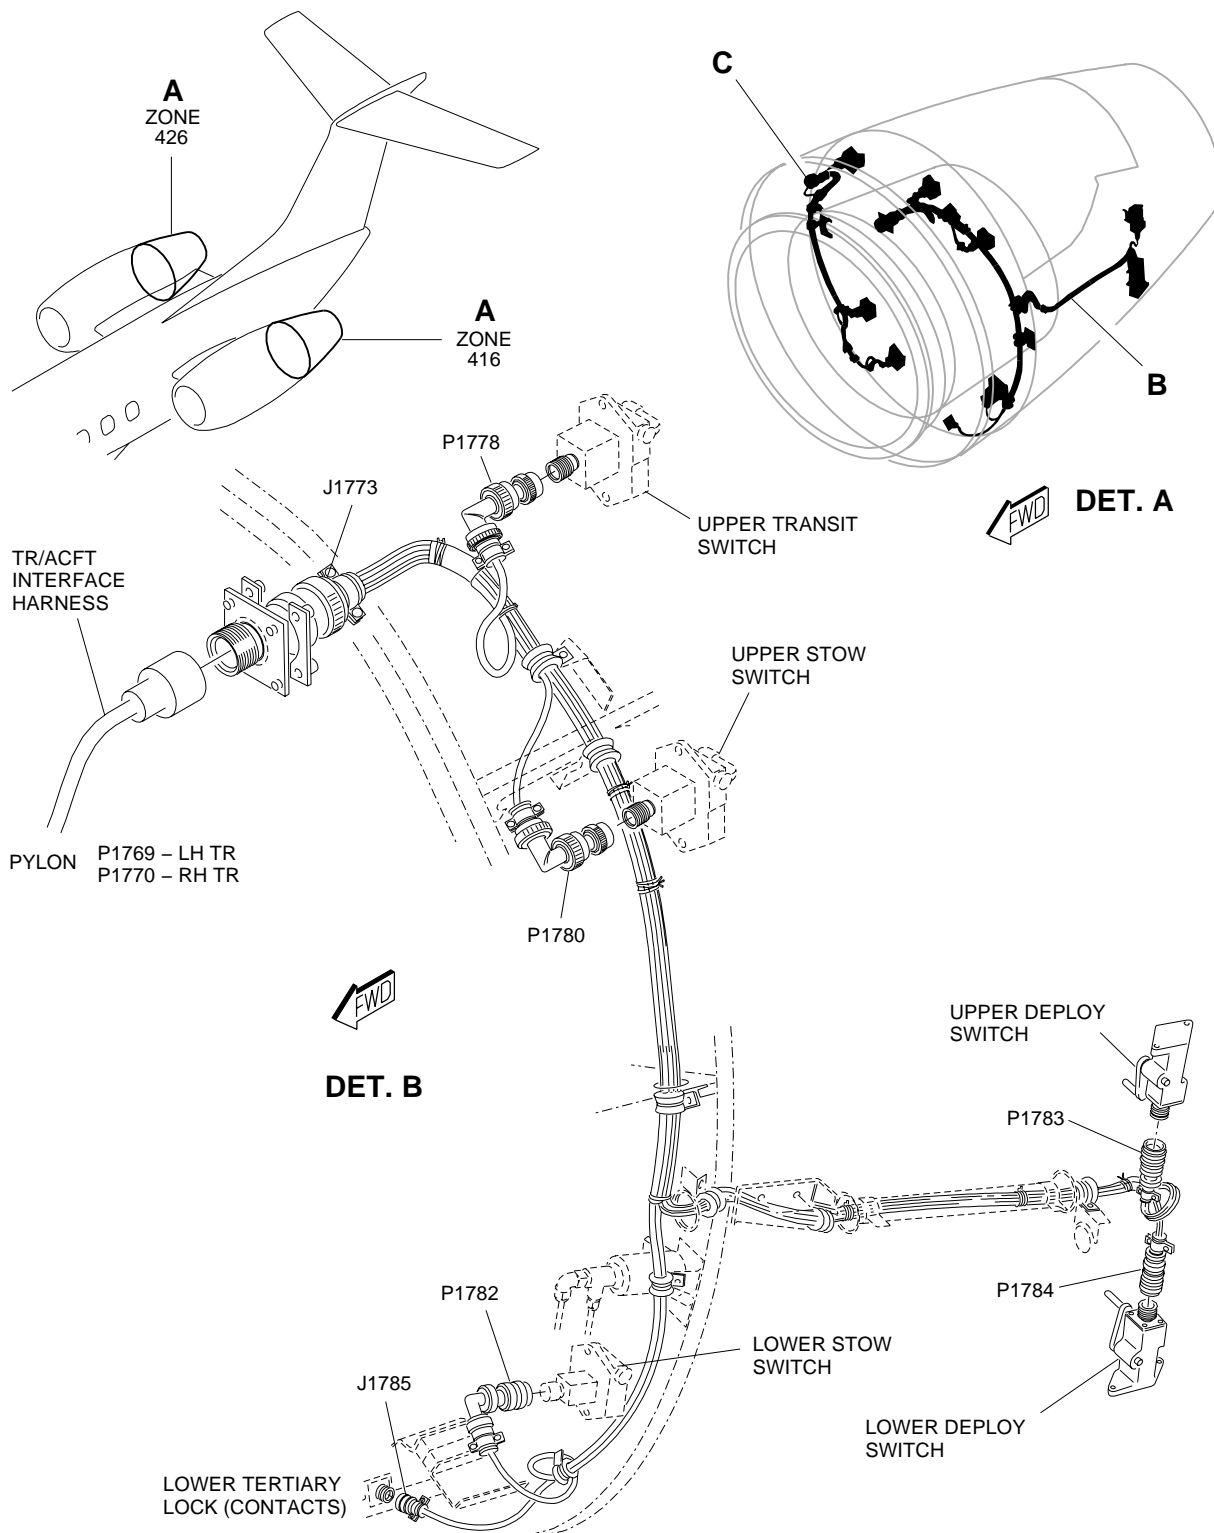 A
ZONE
426
C
A
ZONE
416
B
P1778
J1773
FWD
DET. A
UPPER TRANSIT
SWITCH
TR/ACFT
INTERFACE
HARNESS
UPPER STOW
SWITCH
PYLON
P1769 – LH TR
P1770 – RH TR
P1780
FWD
DET. B
UPPER DEPLOY
SWITCH
P1783
P1782
P1784
LOWER STOW
SWITCH
J1785
LOWER DEPLOY
SWITCH
LOWER TERTIARY
LOCK (CONTACTS)